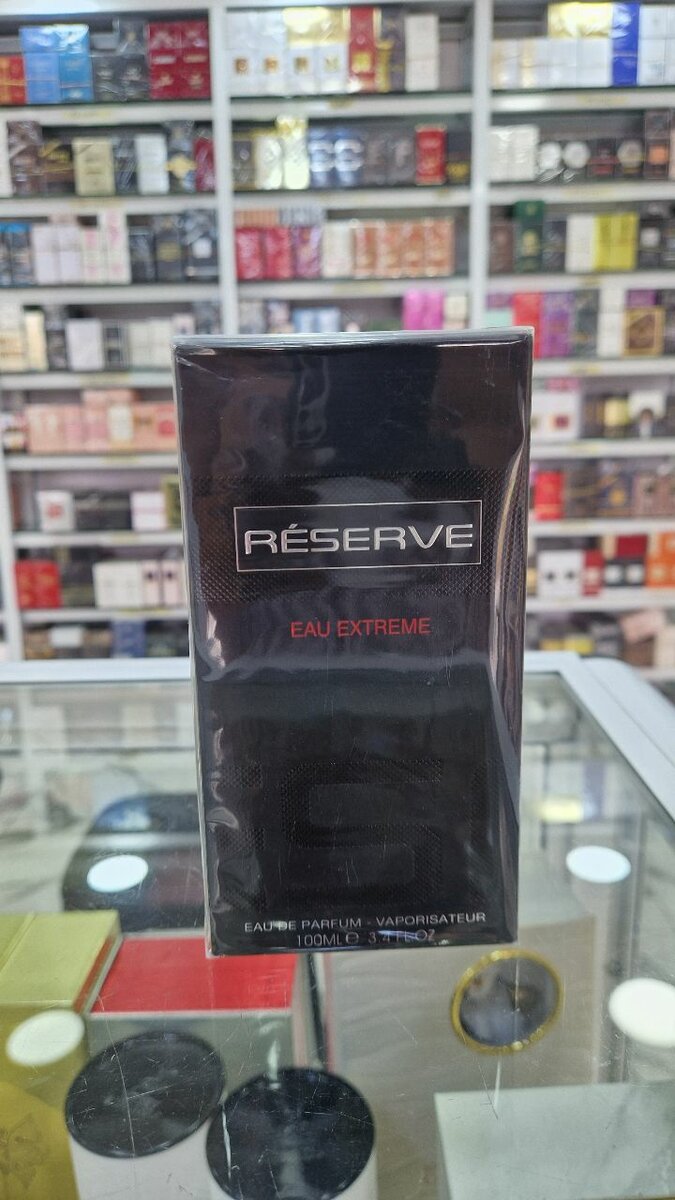 RÉSERVE
EAU EXTREME
EAU DE PARFUM - VAPORISATEUR
100ML℮ 3.4 FL.OZ